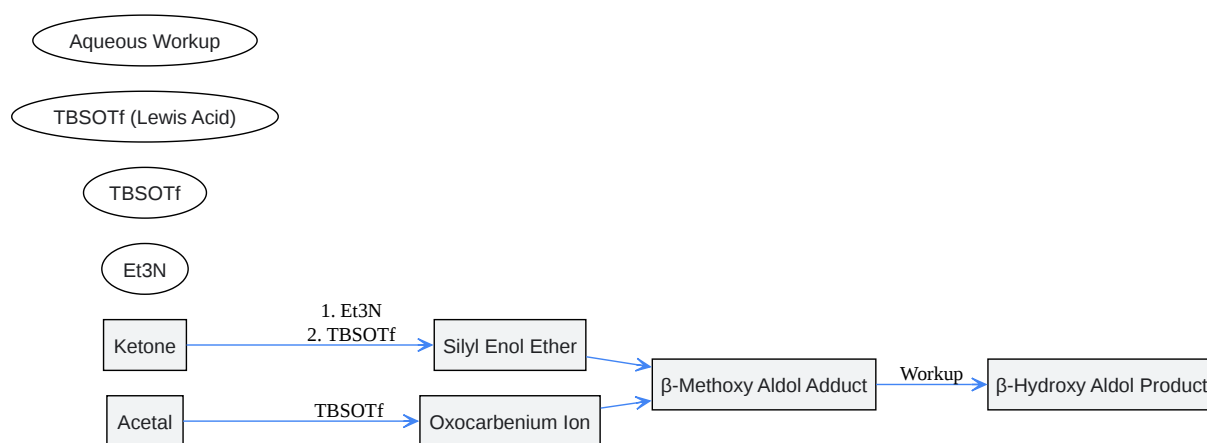 Aqueous Workup
TBSOTf (Lewis Acid)
TBSOTf
Et3N
1. Et3N
2. TBSOTf
Ketone
Silyl Enol Ether
β-Methoxy Aldol Adduct
Workup
β-Hydroxy Aldol Product
Acetal
TBSOTf
Oxocarbenium Ion